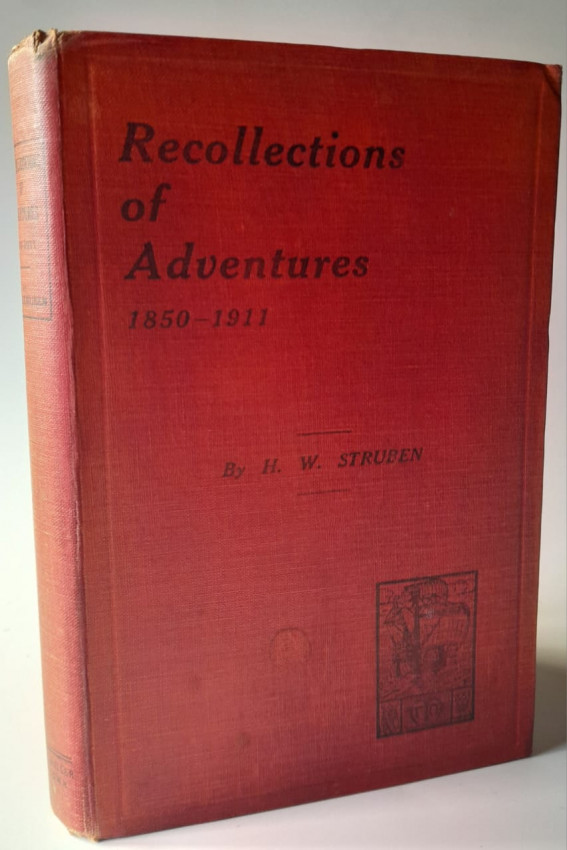 Recollections
of
Adventures
1850–1911
By H. W. STRUBEN